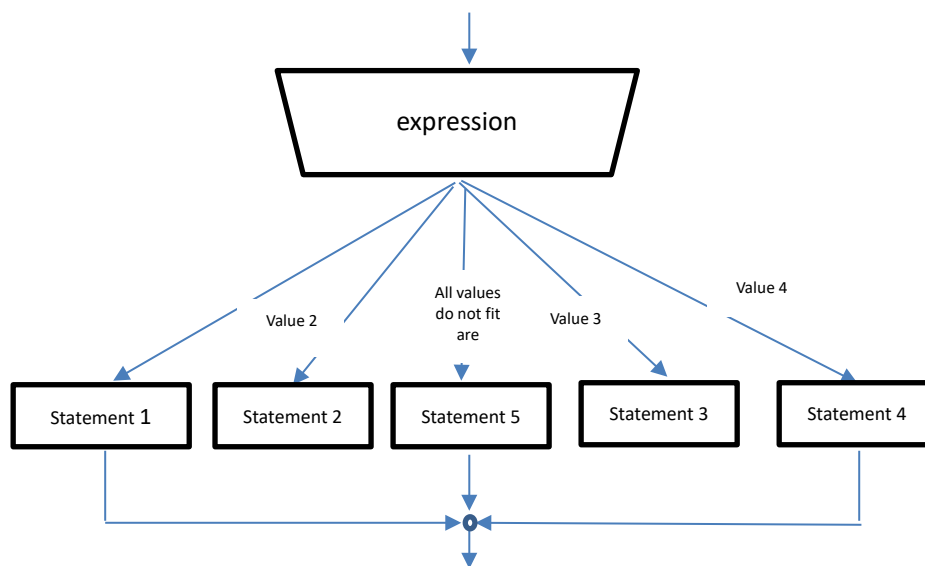 expression
Value 4
All values
do not fit
are
Value 2
Value 3
Statement 1
Statement 2
Statement 5
Statement 3
Statement 4